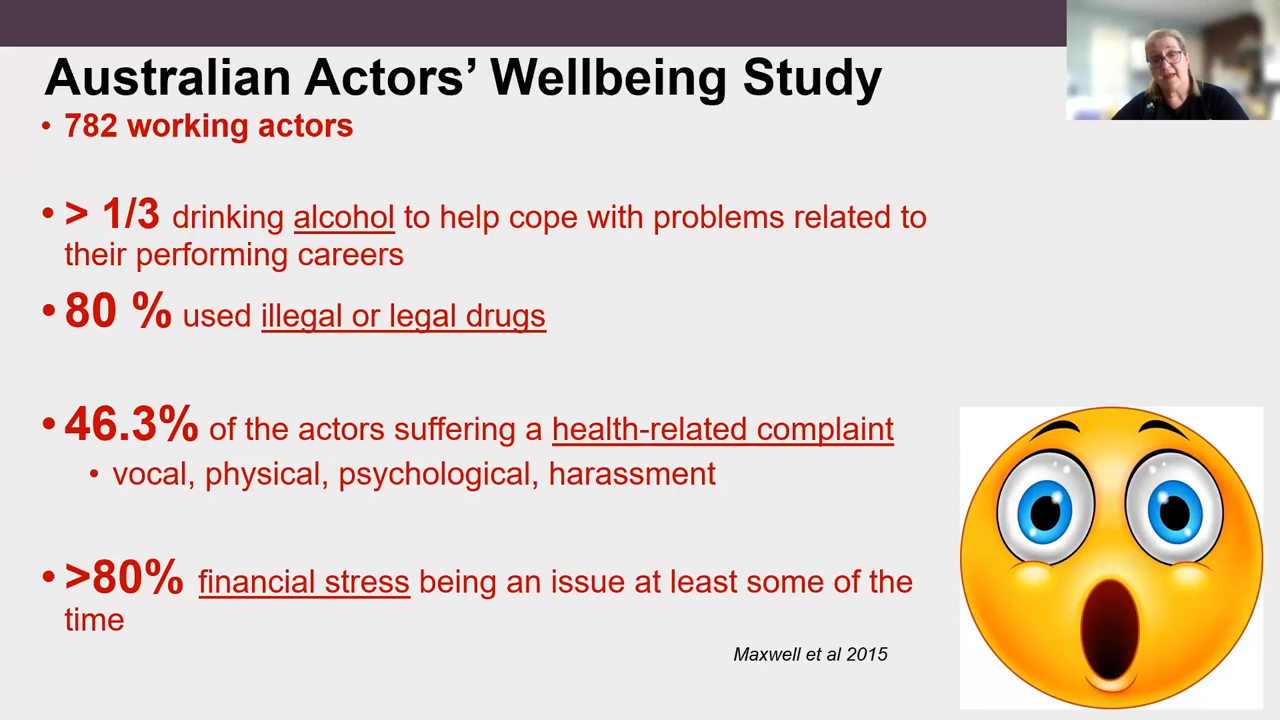 Australian Actors’ Wellbeing Study
• 782 working actors
• > 1/3 drinking alcohol to help cope with problems related to
their performing careers
• 80 % used illegal or legal drugs
• 46.3% of the actors suffering a health-related complaint
• vocal, physical, psychological, harassment
• >80% financial stress being an issue at least some of the
time
Maxwell et al 2015